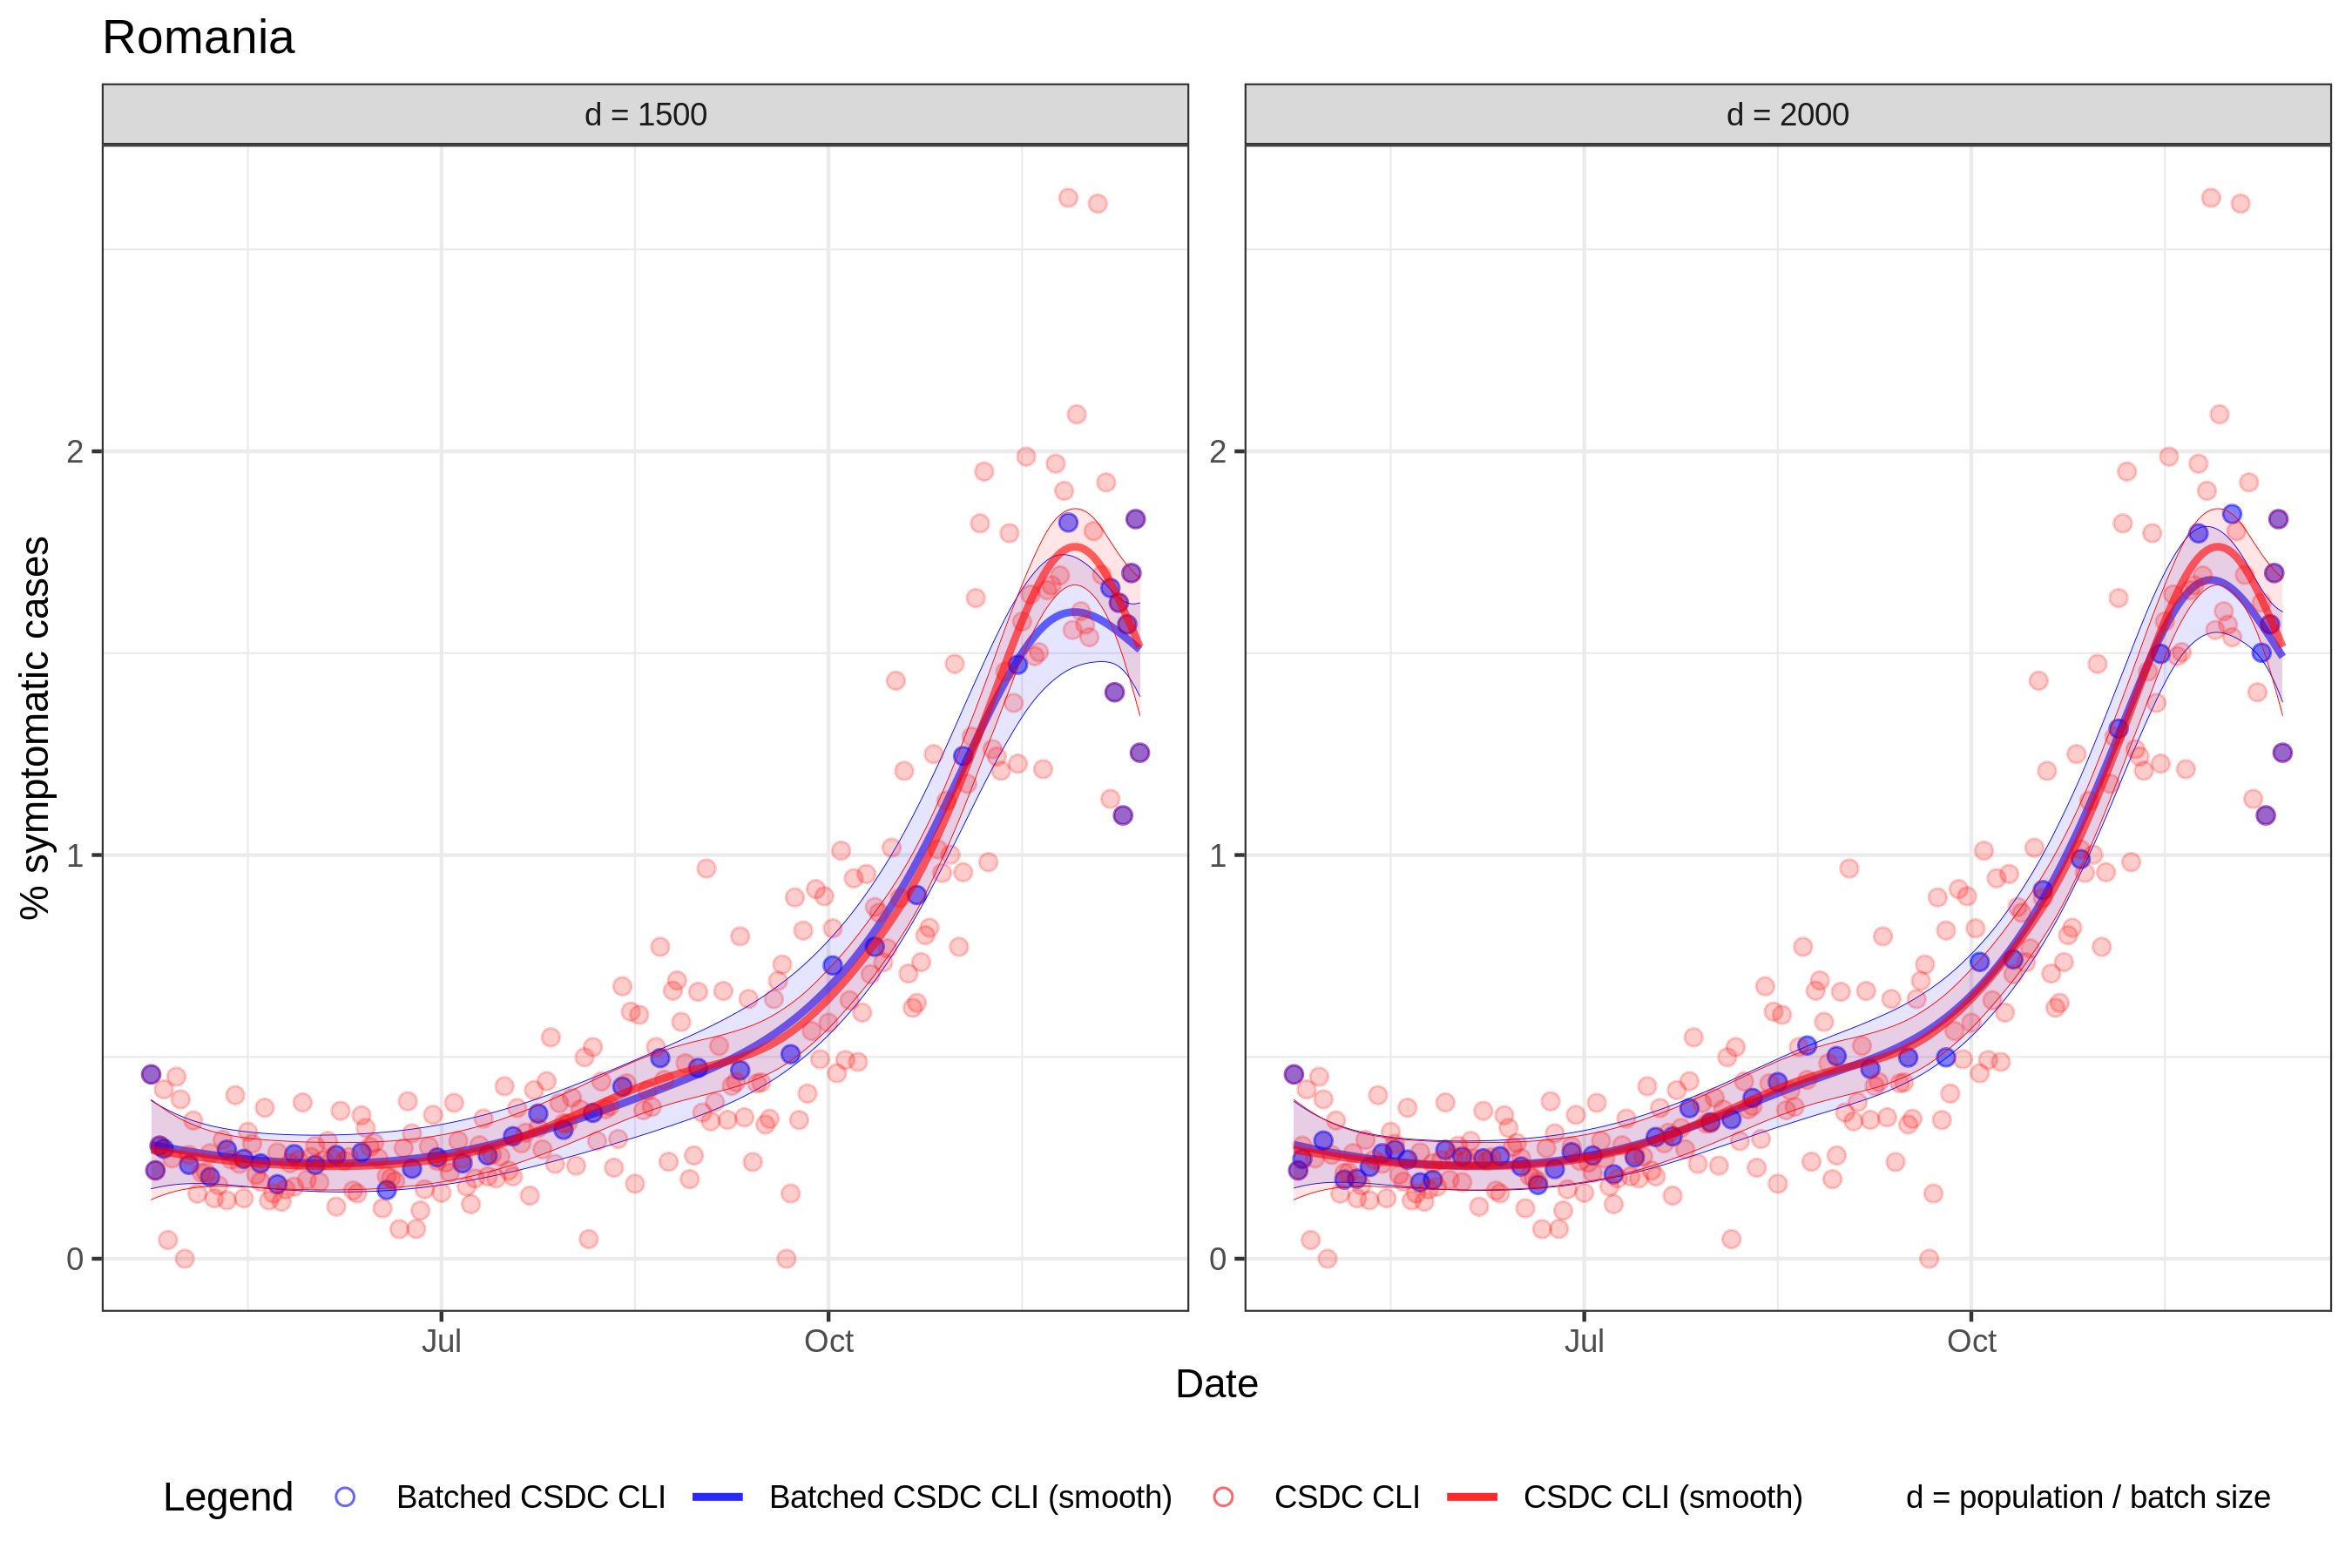 Romania
d = 1500
d = 2000
% symptomatic cases
2
1
0
2
1
0
Jul
Oct
Jul
Oct
Date
Legend
Batched CSDC CLI
Batched CSDC CLI (smooth)
CSDC CLI
CSDC CLI (smooth)
d = population / batch size